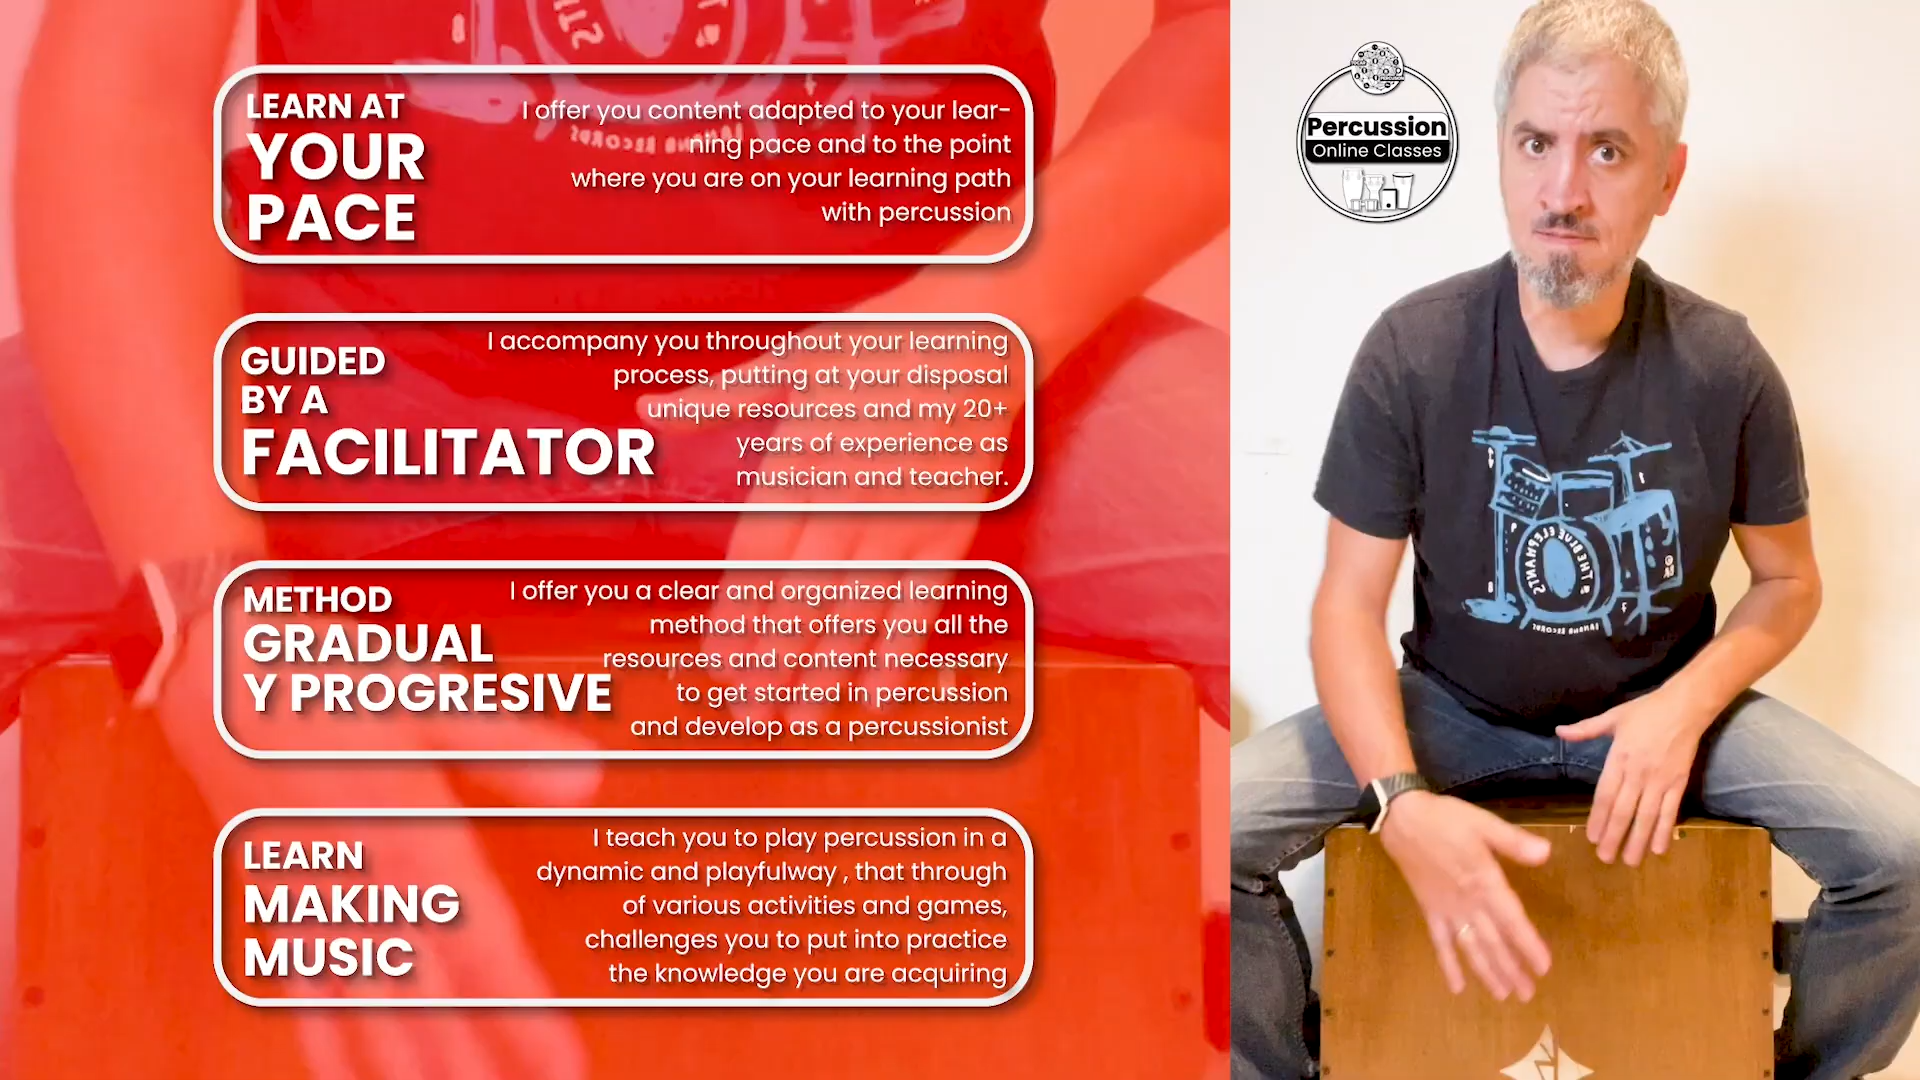 LEARN AT
YOUR
PACE
I offer you content adapted to your lear-
ning pace and to the point
where you are on your learning path
with percussion
GUIDED
BY A
FACILITATOR
I accompany you throughout your learning
process, putting at your disposal
unique resources and my 20+
years of experience as
musician and teacher.
METHOD
GRADUAL
Y PROGRESIVE
I offer you a clear and organized learning
method that offers you all the
resources and content necessary
to get started in percussion
and develop as a percussionist
LEARN
MAKING
MUSIC
I teach you to play percussion in a
dynamic and playfulway , that through
of various activities and games,
challenges you to put into practice
the knowledge you are acquiring
Percussion
Online Classes
THE BLUE ELEPHANTS
RECORDS